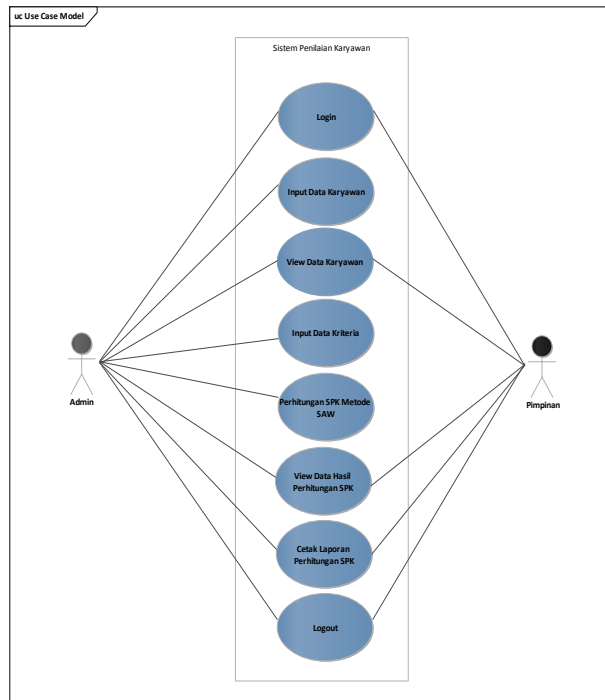 uc Use Case Model
Sistem Penilaian Karyawan
Login
Input Data Karyawan
View Data Karyawan
Input Data Kriteria
Admin
Pimpinan
Perhitungan SPK Metode
SAW
View Data Hasil
Perhitungan SPK
Cetak Laporan
Perhitungan SPK
Logout